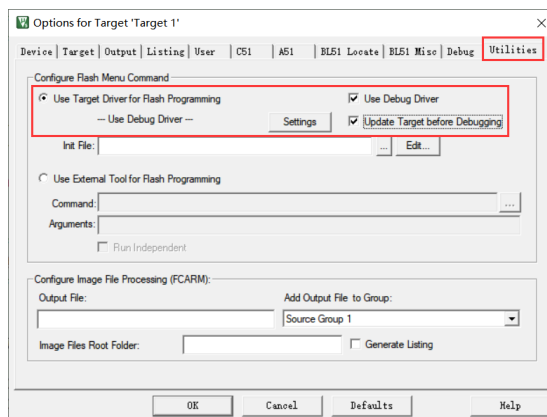 Options for Target 'Target 1'
Device Target Output Listing User C51 A51 BL51 Locate BL51 Misc Debug Utilities
Configure Flash Menu Command
Use Target Driver for Flash Programming Use Debug Driver
--- Use Debug Driver --- Settings Update Target before Debugging
Init File: ... Edit...
Use External Tool for Flash Programming
Command: ...
Arguments:
Run Independent
Configure Image File Processing (FCARM):
Output File: Add Output File to Group:
Source Group 1
Image Files Root Folder: Generate Listing
OK Cancel Defaults Help